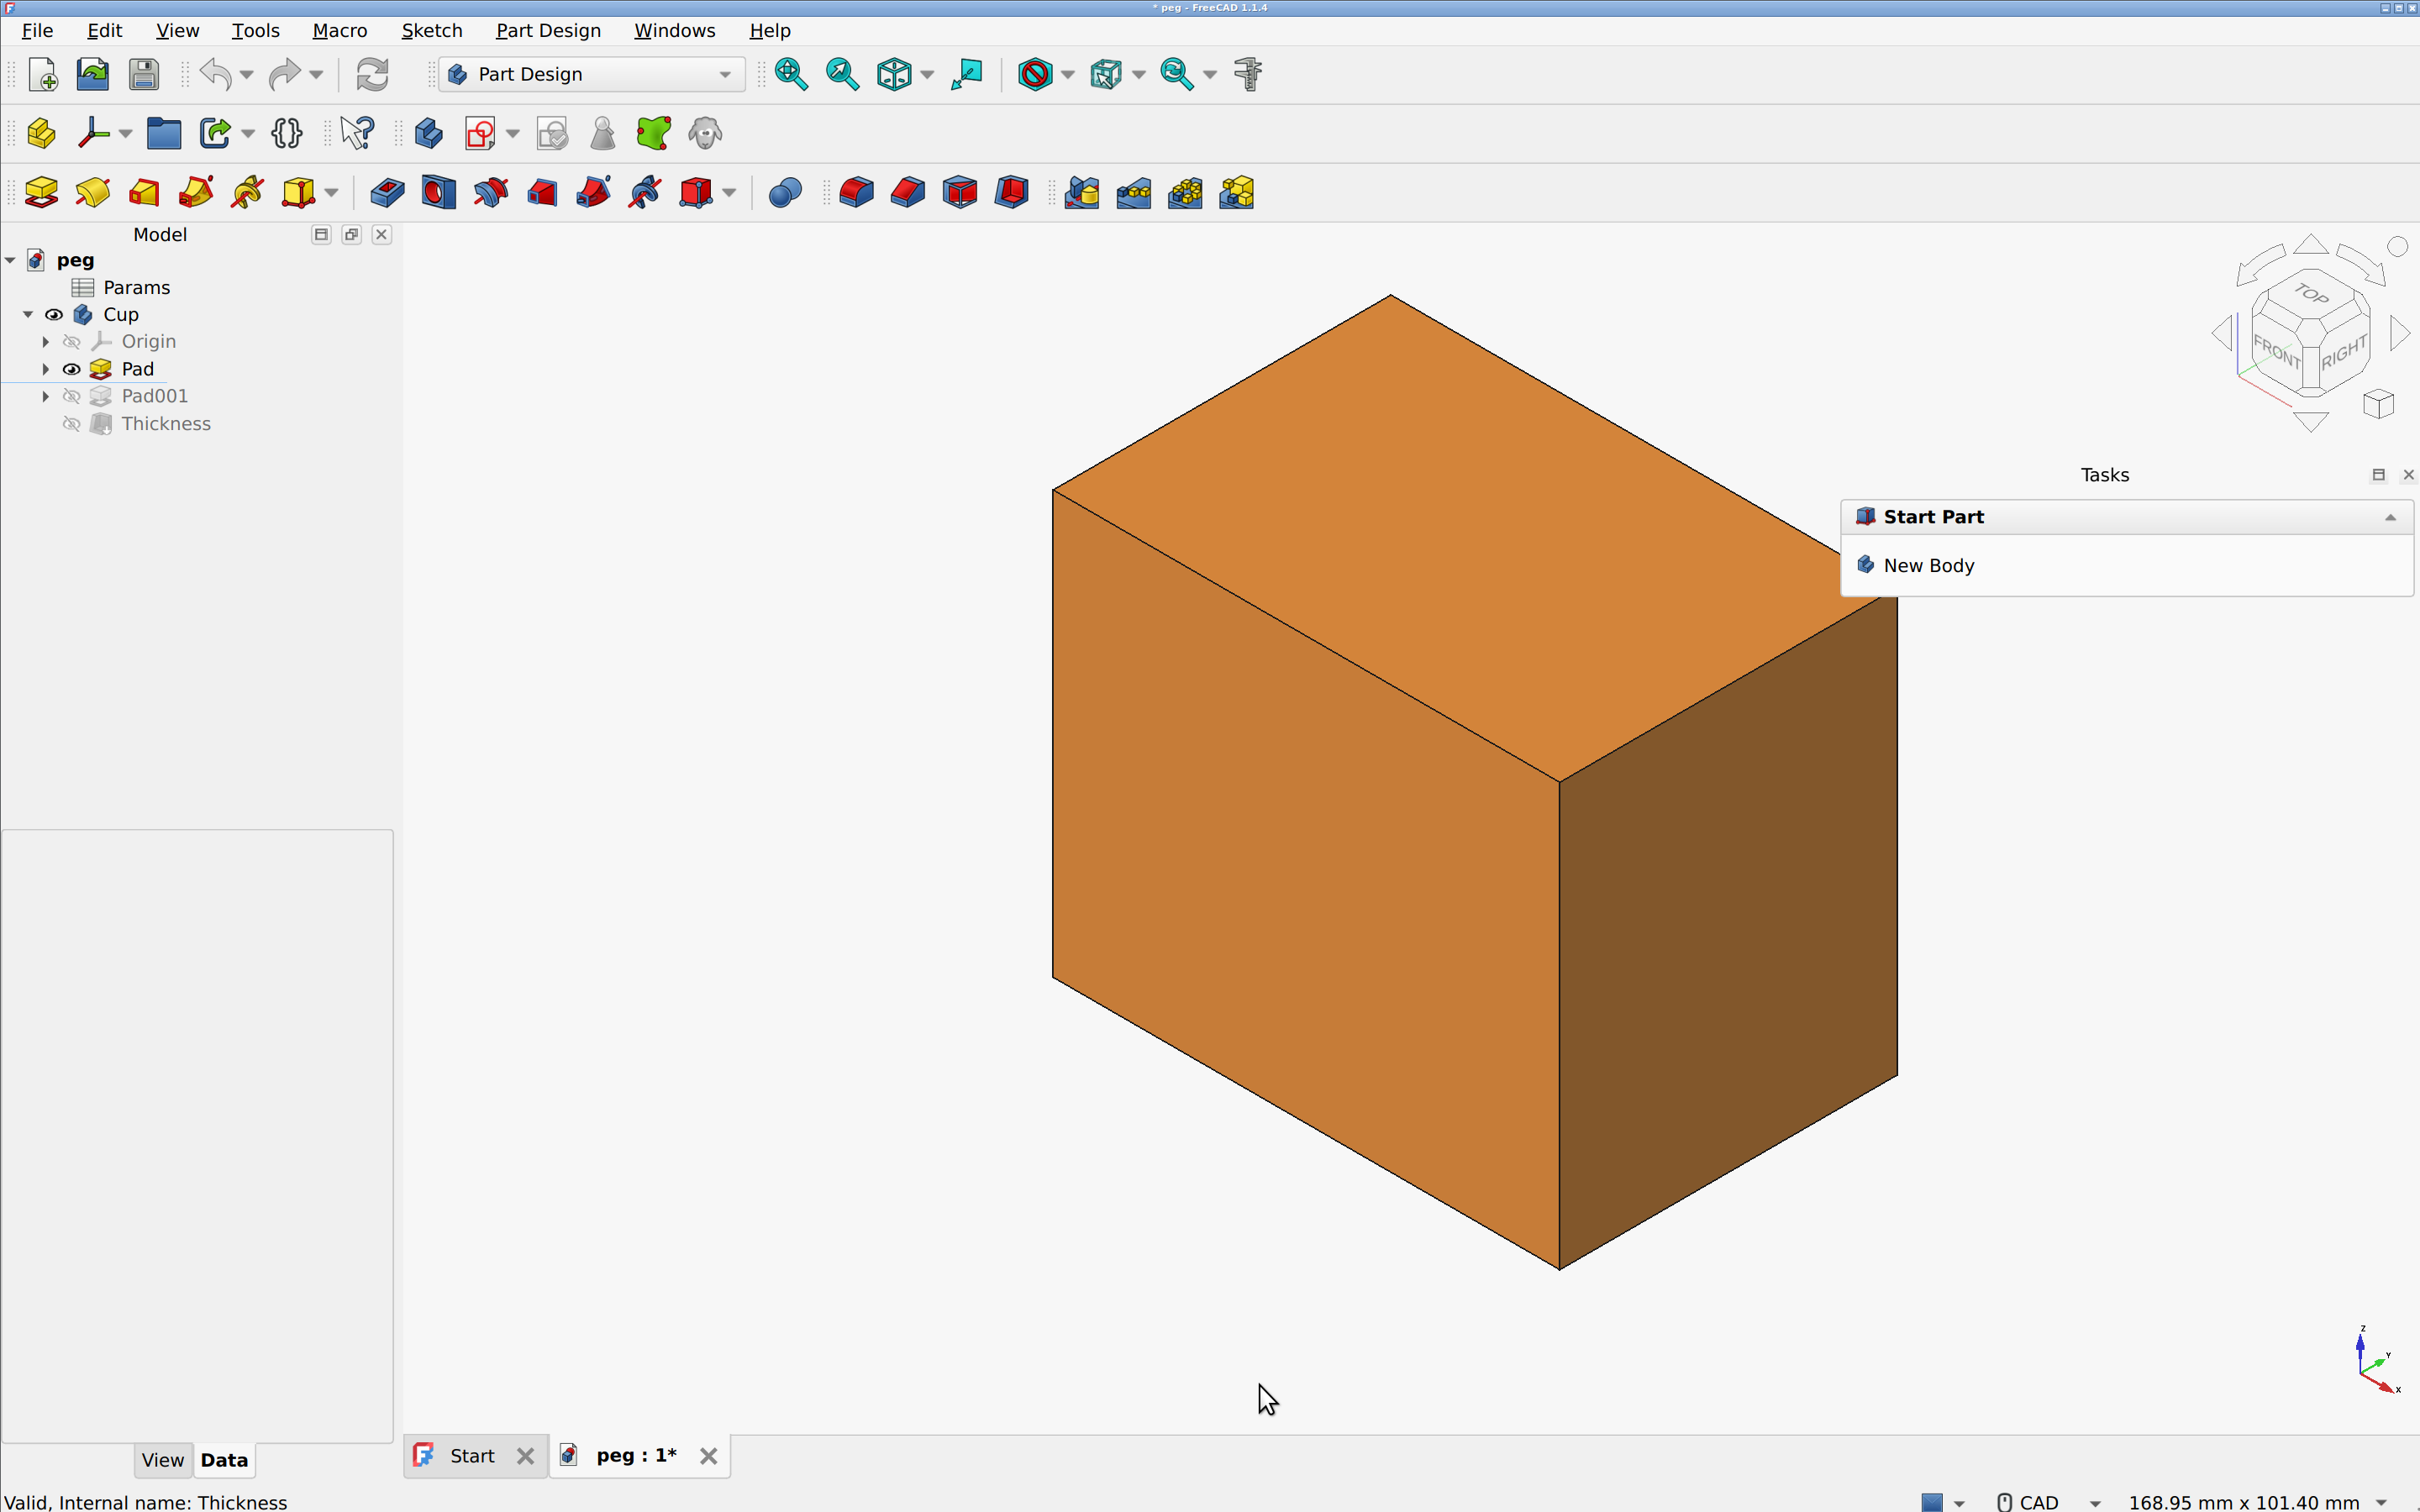 * peg - FreeCAD 1.1.4
File Edit View Tools Macro Sketch Part Design Windows Help
Part Design
Model
peg
Params
Cup
Origin
Pad
Pad001
Thickness
TOP
FRONT
RIGHT
Tasks
Start Part
New Body
Z
Y
X
View Data
Start
peg : 1*
Valid, Internal name: Thickness
CAD
168.95 mm x 101.40 mm